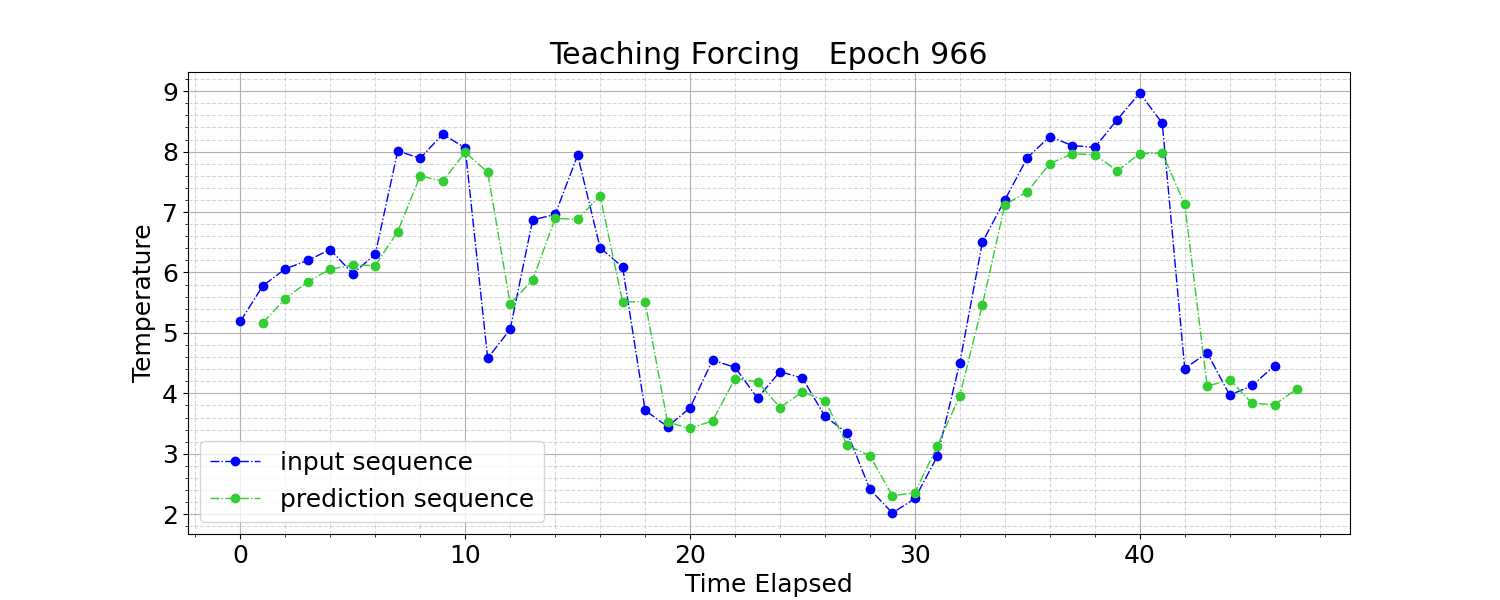 Teaching Forcing   Epoch 966
9
8
7
6
5
4
3
2
Temperature
input sequence
prediction sequence
0 10 20 30 40
Time Elapsed